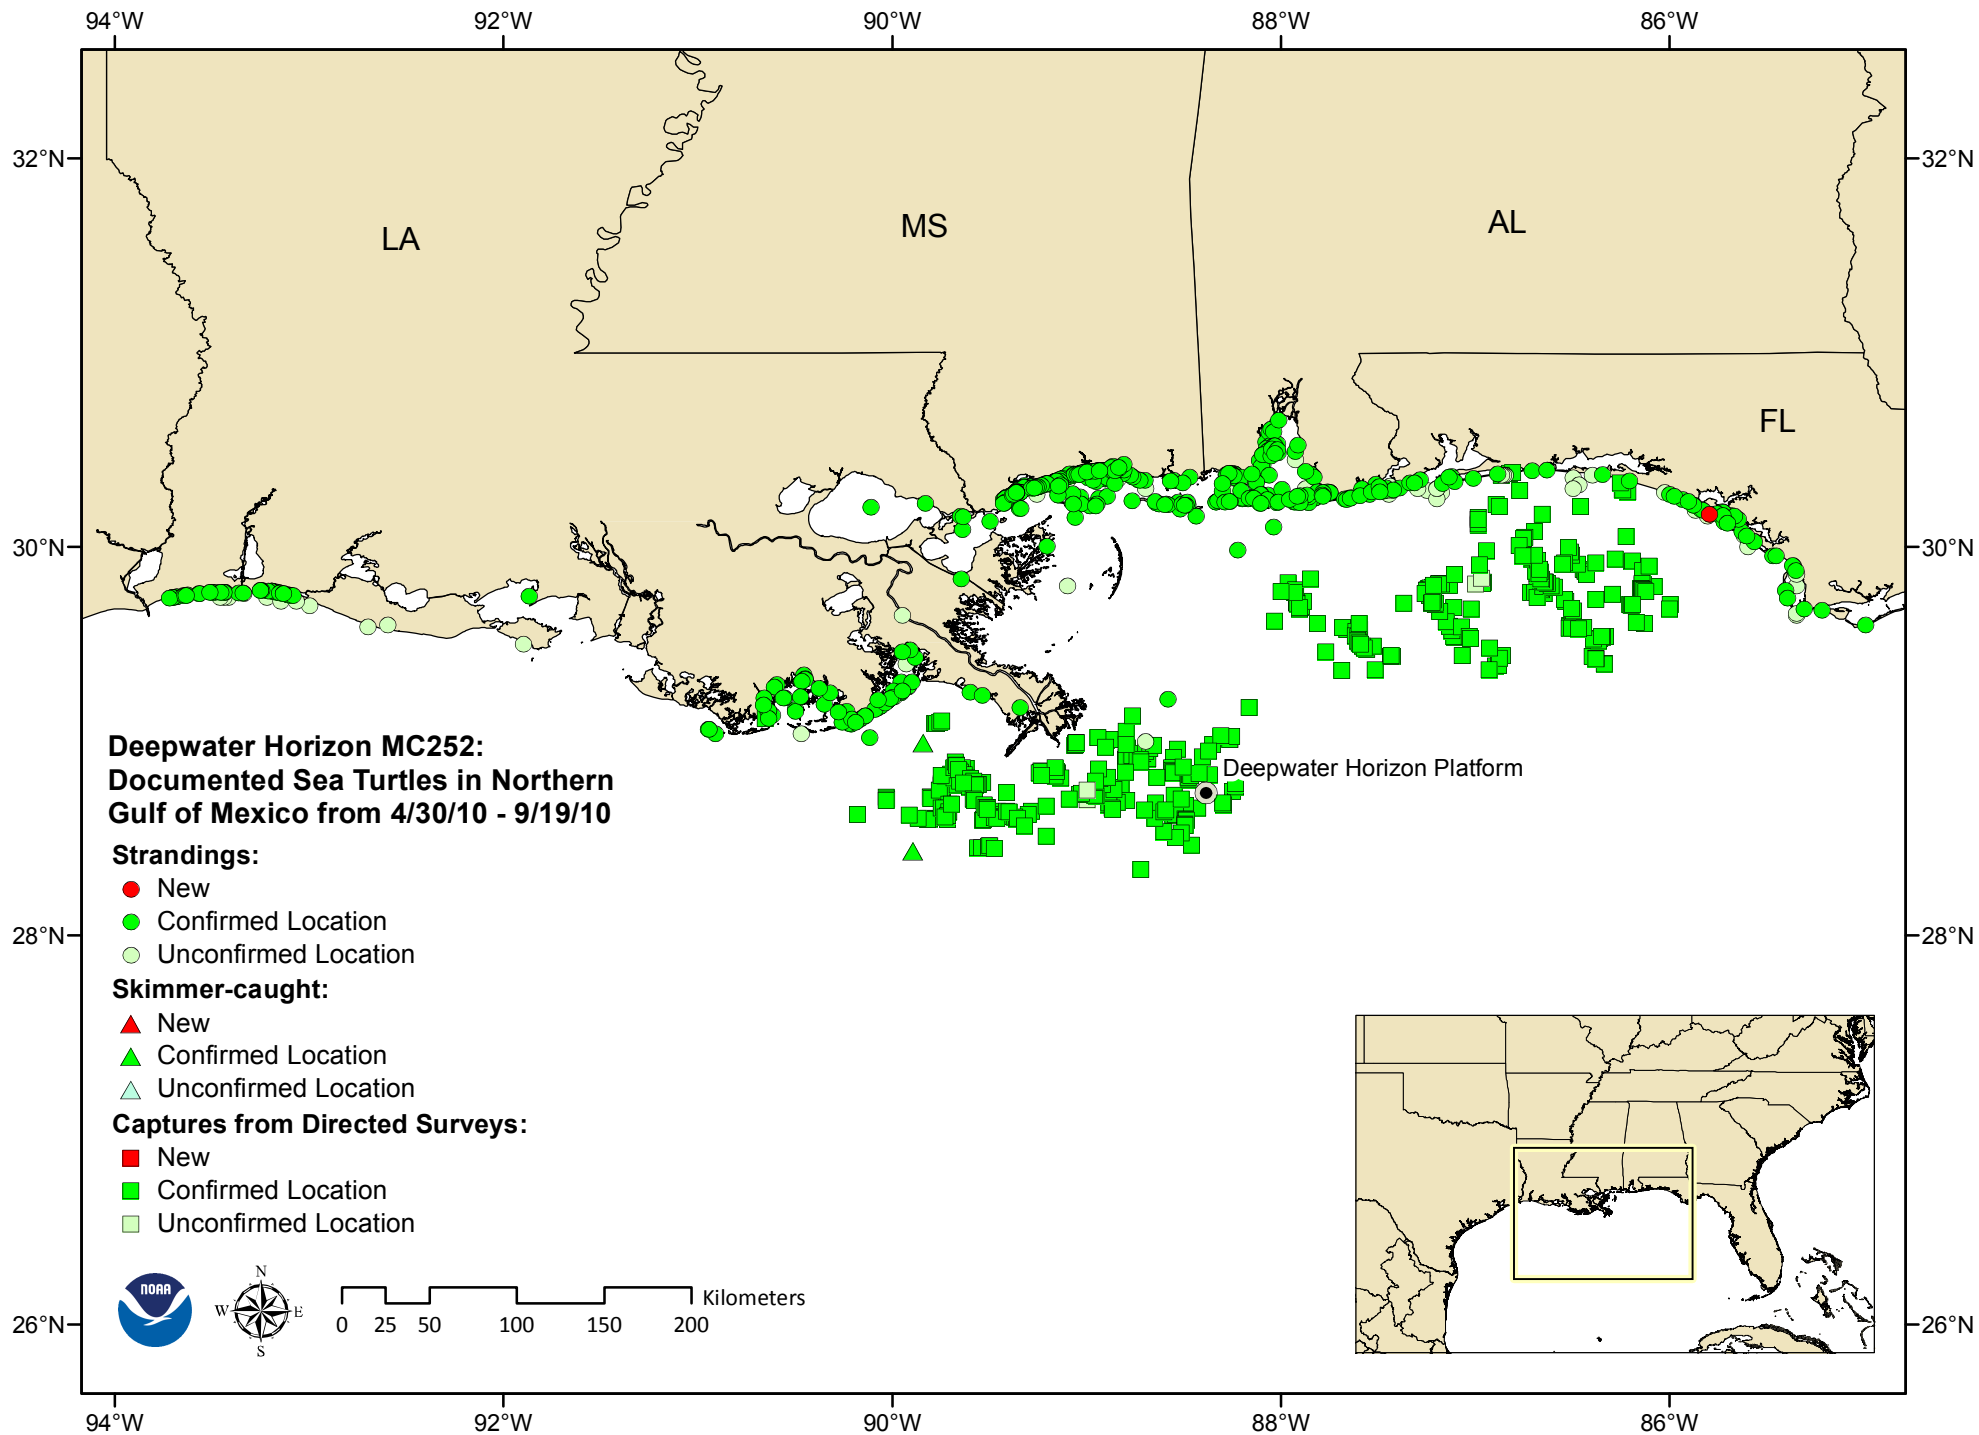 94°W 92°W 90°W 88°W 86°W
32°N 32°N
LA MS AL
FL
30°N 30°N
Deepwater Horizon Platform
Deepwater Horizon MC252:
Documented Sea Turtles in Northern
Gulf of Mexico from 4/30/10 - 9/19/10
Strandings:
New
Confirmed Location
Unconfirmed Location
28°N 28°N
Skimmer-caught:
New
Confirmed Location
Unconfirmed Location
Captures from Directed Surveys:
New
Confirmed Location
Unconfirmed Location
NOAA
N
W E
S
Kilometers
0 25 50 100 150 200
26°N 26°N
94°W 92°W 90°W 88°W 86°W